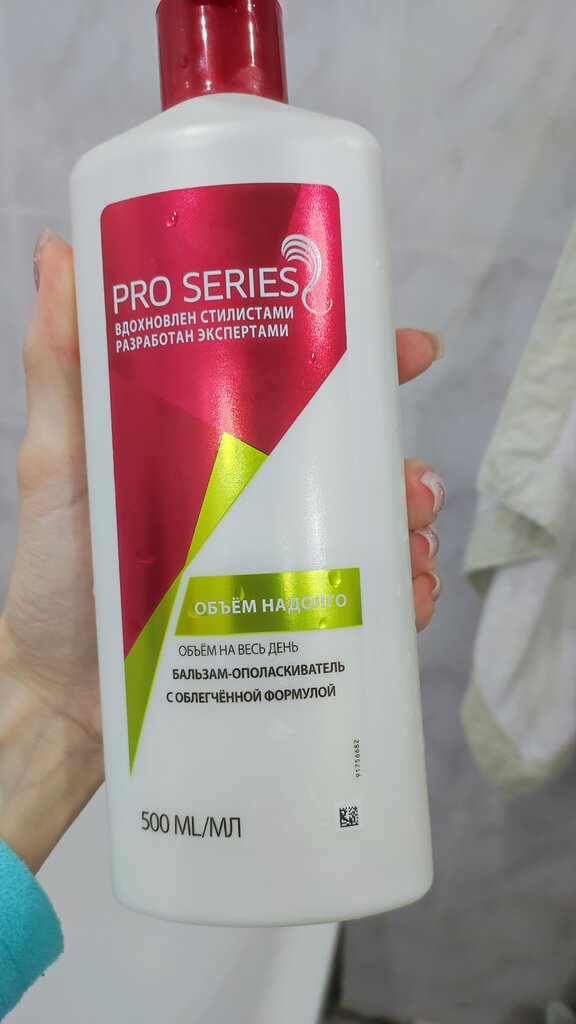 PRO SERIES
ВДОХНОВЛЕН СТИЛИСТАМИ
РАЗРАБОТАН ЭКСПЕРТАМИ
ОБЪЁМ НАДОЛГО
ОБЪЁМ НА ВЕСЬ ДЕНЬ
БАЛЬЗАМ-ОПОЛАСКИВАТЕЛЬ
С ОБЛЕГЧЁННОЙ ФОРМУЛОЙ
91756682
500 ML/МЛ